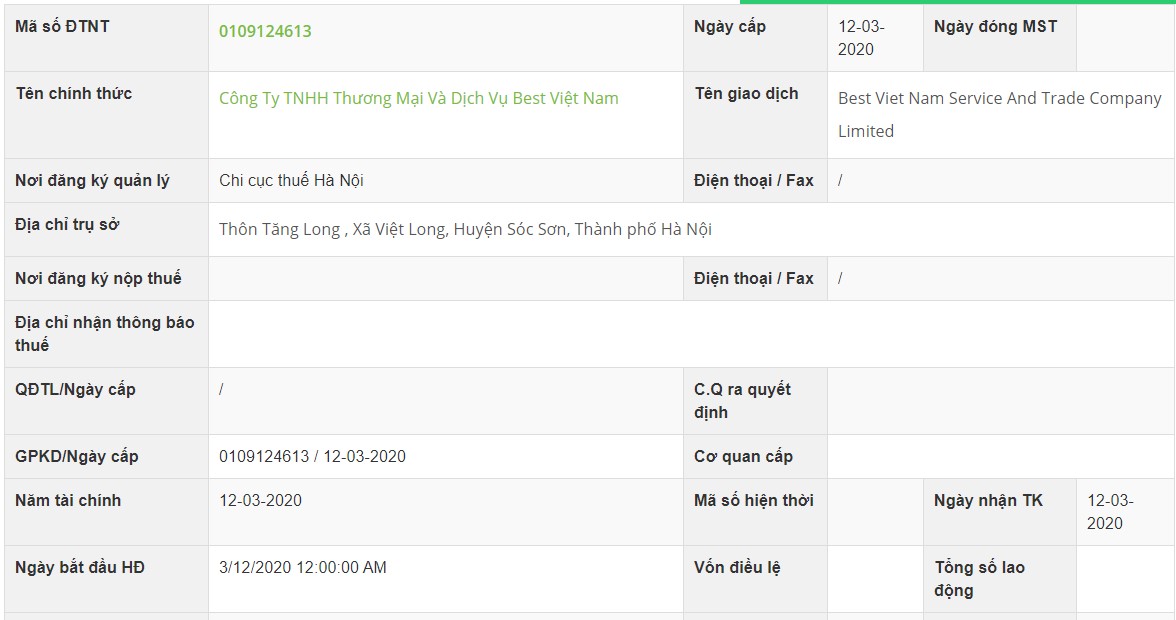 Mã số ĐTNT 0109124613 Ngày cấp 12-03- Ngày đóng MST
2020
Tên chính thức Công Ty TNHH Thương Mại Và Dịch Vụ Best Việt Nam Tên giao dịch Best Viet Nam Service And Trade Company
Limited
Nơi đăng ký quản lý Chi cục thuế Hà Nội Điện thoại / Fax /
Địa chỉ trụ sở Thôn Tăng Long , Xã Việt Long, Huyện Sóc Sơn, Thành phố Hà Nội
Nơi đăng ký nộp thuế Điện thoại / Fax /
Địa chỉ nhận thông báo
thuế
QĐTL/Ngày cấp / C.Q ra quyết
định
GPKD/Ngày cấp 0109124613 / 12-03-2020 Cơ quan cấp
Năm tài chính 12-03-2020 Mã số hiện thời Ngày nhận TK 12-03-
2020
Ngày bắt đầu HĐ 3/12/2020 12:00:00 AM Vốn điều lệ Tổng số lao
động